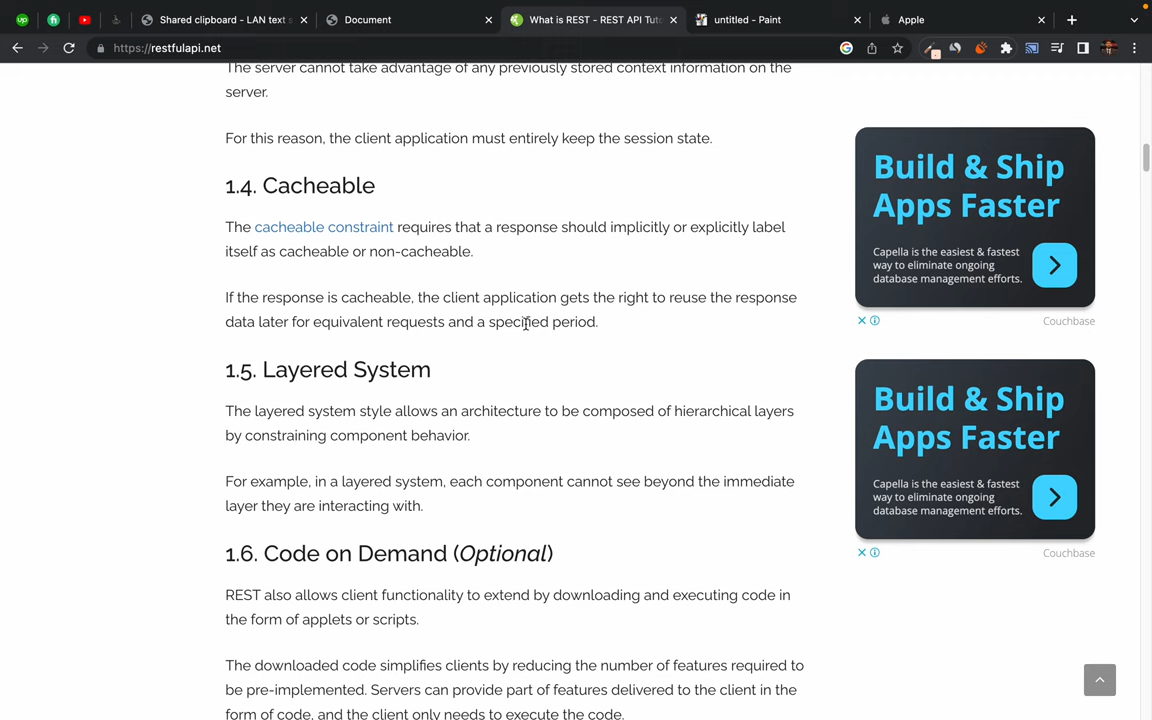 Shared clipboard - LAN text s
Document
What is REST - REST API Tuto
untitled - Paint
Apple
https://restfulapi.net
The server cannot take advantage of any previously stored context information on the
server.
For this reason, the client application must entirely keep the session state.
1.4. Cacheable
The cacheable constraint requires that a response should implicitly or explicitly label
itself as cacheable or non-cacheable.
If the response is cacheable, the client application gets the right to reuse the response
data later for equivalent requests and a specified period.
1.5. Layered System
The layered system style allows an architecture to be composed of hierarchical layers
by constraining component behavior.
For example, in a layered system, each component cannot see beyond the immediate
layer they are interacting with.
1.6. Code on Demand (Optional)
REST also allows client functionality to extend by downloading and executing code in
the form of applets or scripts.
The downloaded code simplifies clients by reducing the number of features required to
be pre-implemented. Servers can provide part of features delivered to the client in the
form of code, and the client only needs to execute the code.
Build & Ship
Apps Faster
Capella is the easiest & fastest
way to eliminate ongoing
database management efforts.
Couchbase
Build & Ship
Apps Faster
Capella is the easiest & fastest
way to eliminate ongoing
database management efforts.
Couchbase